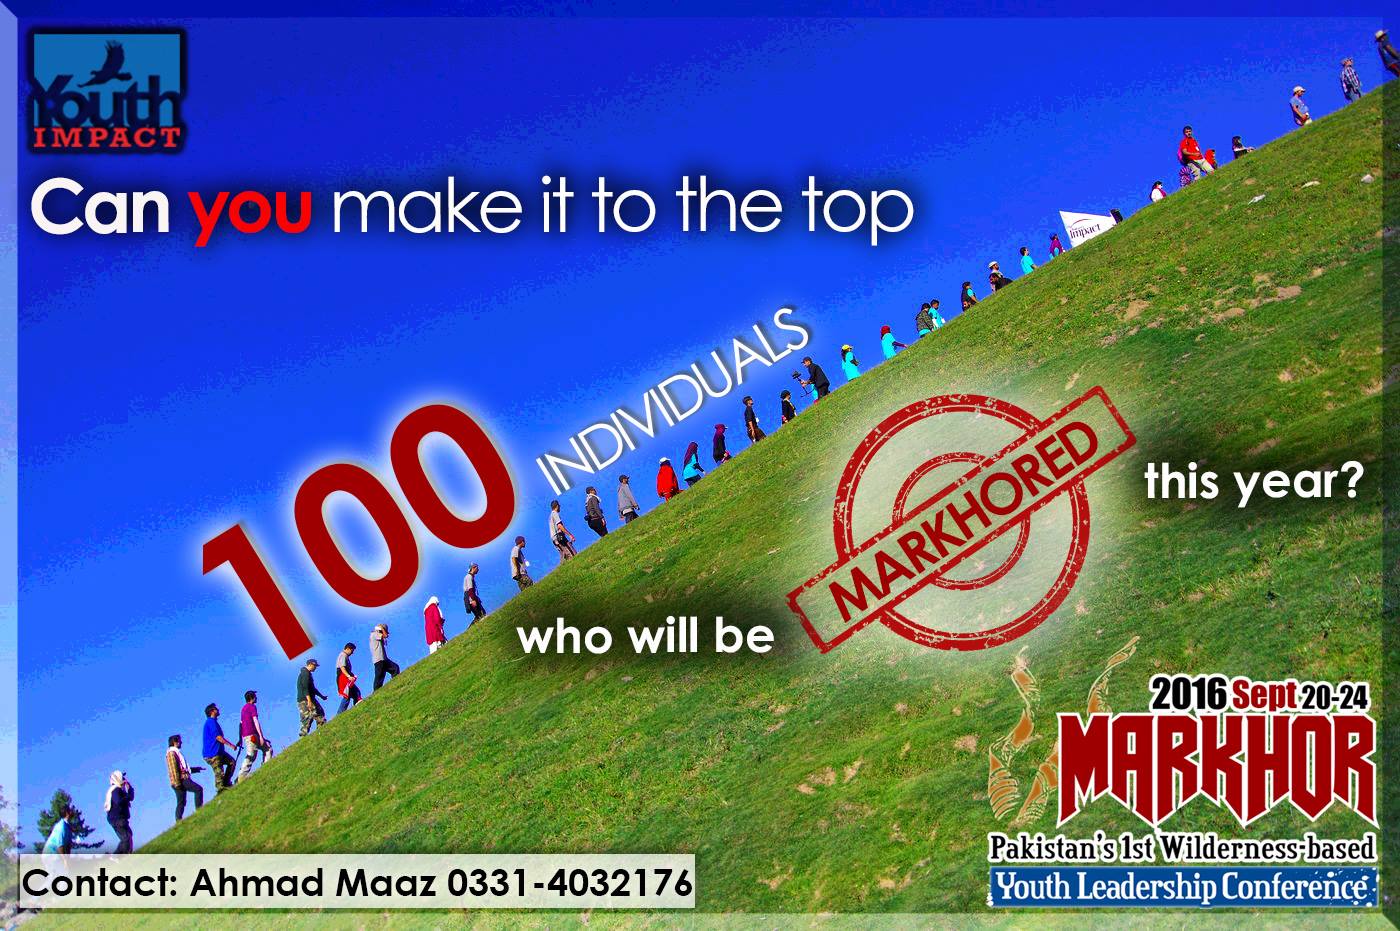 Youth
IMPACT
Can you make it to the top
Impact
100 INDIVIDUALS
who will be MARKHORED this year?
2016 Sept 20-24
MARKHOR
Pakistan's 1st Wilderness-based
Youth Leadership Conference
Contact: Ahmad Maaz 0331-4032176